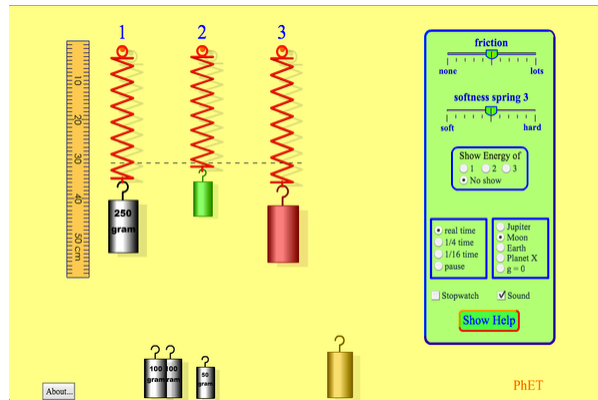 1 2 3
10
20
30
40
50 cm
250
gram
100
gram
100
gram
50
gram
About...
friction
none lots
softness spring 3
soft hard
Show Energy of
1 2 3
No show
real time
1/4 time
1/16 time
pause
Jupiter
Moon
Earth
Planet X
g = 0
Stopwatch Sound
Show Help
PhET